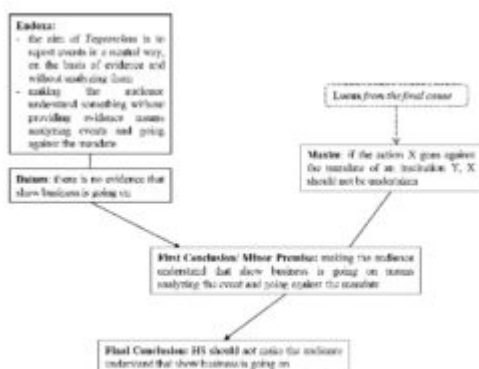 Endoxa:
- the aim of is to
report events in a neutral way,
on the basis of evidence and
without analyzing them
- making the audience
understand something without
providing evidence means
analyzing events and going
against the mandate
Datum: there is no evidence that
show business is going on
Locus from the final cause
Maxim: if the action X goes against
the mandate of an institution Y, X
should not be undertaken
First Conclusion/ Minor Premise: making the audience
understand that show business is going on means
analyzing the event and going against the mandate
Final Conclusion: HS should not make the audience
understand that show business is going on